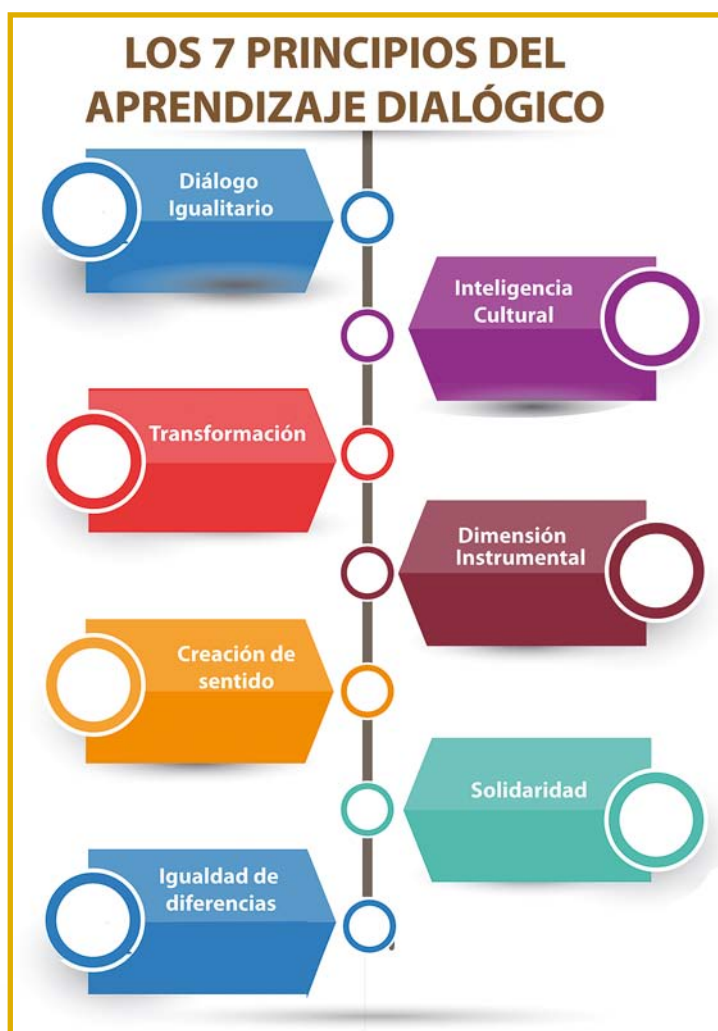 LOS 7 PRINCIPIOS DEL
APRENDIZAJE DIALÓGICO
Diálogo
Igualitario
Inteligencia
Cultural
Transformación
Dimensión
Instrumental
Creación de
sentido
Solidaridad
Igualdad de
diferencias